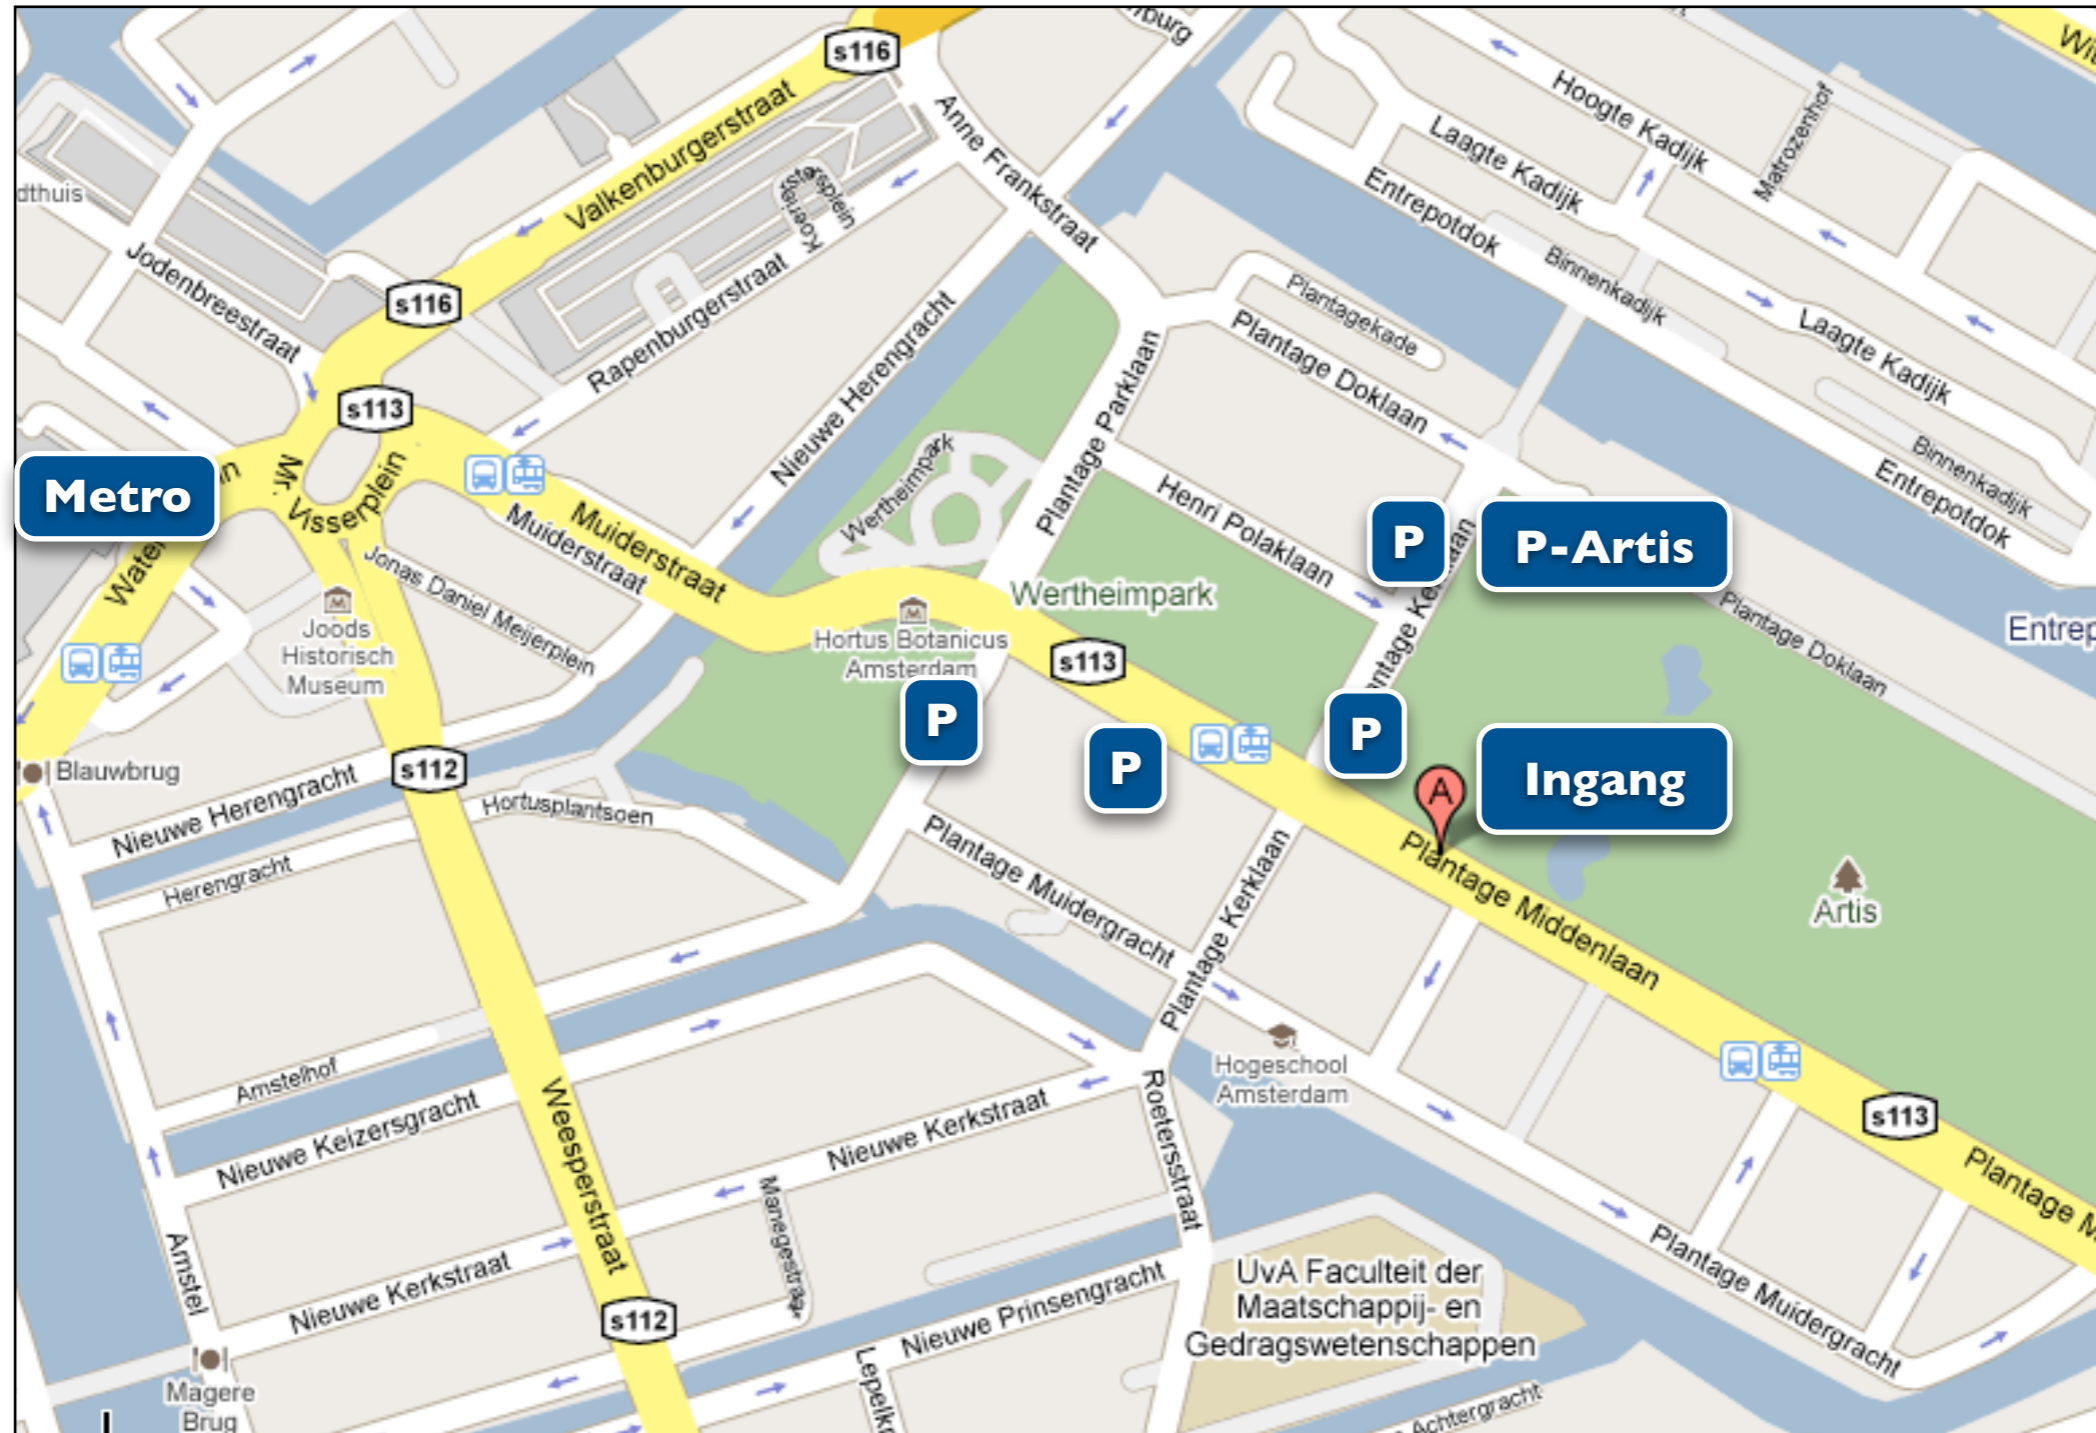 s116
Valkenburgerstraat
Anne Frankstraat
Hoogte Kadijk
Matrozenhof
Laagte Kadijk
Entrepotdok
Binnenkadijk
Plantagekade
Plantage Doklaan
Laagte Kadijk
Binnenkadijk
Entrepotdok
dthuis
Jodenbreestraat
s116
Rapenburgerstraat
Nieuwe Herengracht
Plantage Parklaan
s113
Mr. Visserplein
Metro
Muiderstraat
Muiderstraat
Wertheimpark
Henri Polaklaan
P
P-Artis
Jonas Daniel Meijerplein
Joods
Historisch
Museum
Hortus Botanicus
Amsterdam
Wertheimpark
s113
Plantage Doklaan
Entrep
P
P
P
Ingang
A
Blauwbrug
s112
Nieuwe Herengracht
Hortusplantsoen
Herengracht
Plantage Muidergracht
Plantage Kerklaan
Plantage Middenlaan
Artis
Amstelhof
Nieuwe Keizersgracht
Weesperstraat
Nieuwe Kerkstraat
Roetersstraat
Hogeschool
Amsterdam
s113
Plantage M
Amstel
Nieuwe Kerkstraat
Manegestraat
s112
Nieuwe Prinsengracht
UvA Faculteit der
Maatschappij- en
Gedragswetenschappen
Plantage Muidergracht
Magere
Brug
Achtergracht